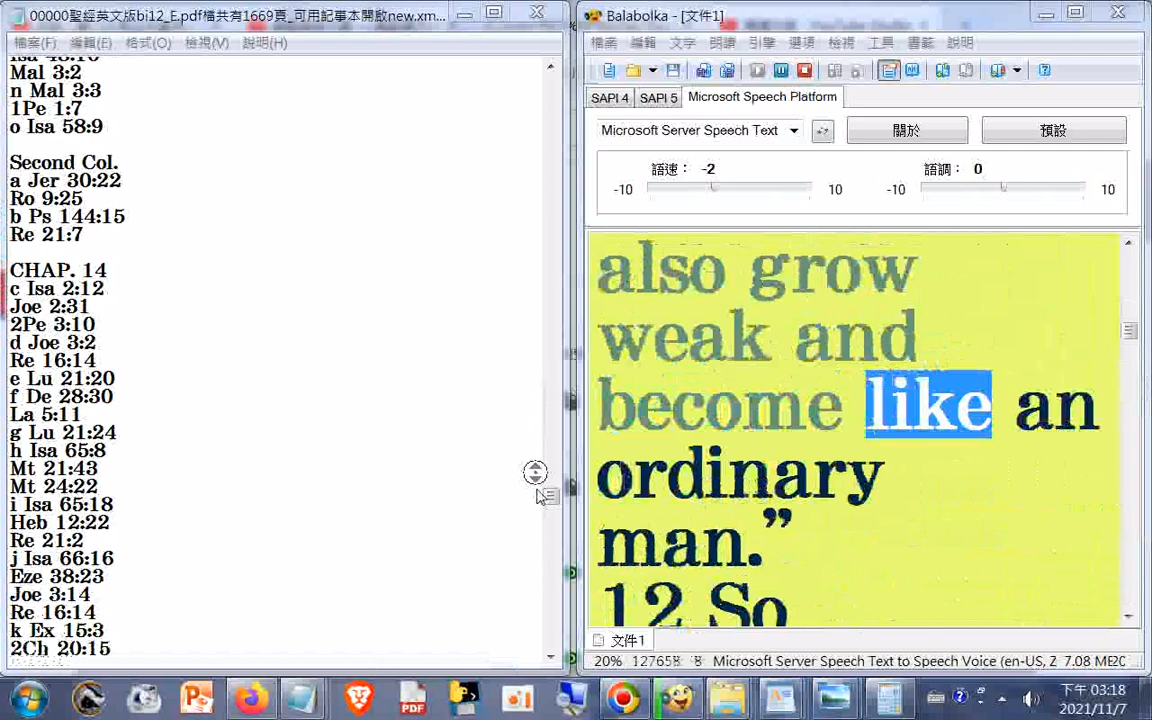 00000聖經英文版bi12_E.pdf檔共有1669頁_可用記事本開啟new.xm...
檔案(F) 編輯(E) 格式(O) 檢視(V) 說明(H)
Mal 3:2
n Mal 3:3
1Pe 1:7
o Isa 58:9
Second Col.
a Jer 30:22
Ro 9:25
b Ps 144:15
Re 21:7
CHAP. 14
c Isa 2:12
Joe 2:31
2Pe 3:10
d Joe 3:2
Re 16:14
e Lu 21:20
f De 28:30
La 5:11
g Lu 21:24
h Isa 65:8
Mt 21:43
Mt 24:22
i Isa 65:18
Heb 12:22
Re 21:2
j Isa 66:16
Eze 38:23
Joe 3:14
Re 16:14
k Ex 15:3
2Ch 20:15
Balabolka - [文件1]
檔案 編輯 文字 朗讀 引擎 選項 檢視 工具 書籤 說明
SAPI 4 SAPI 5 Microsoft Speech Platform
Microsoft Server Speech Text 關於 預設
語速： -2 語調： 0
-10 10 -10 10
also grow
weak and
become like an
ordinary
man.”
12 So
文件1
20% Microsoft Server Speech Text to Speech Voice (en-US, Z 7.08 ME
下午 03:18
2021/11/7